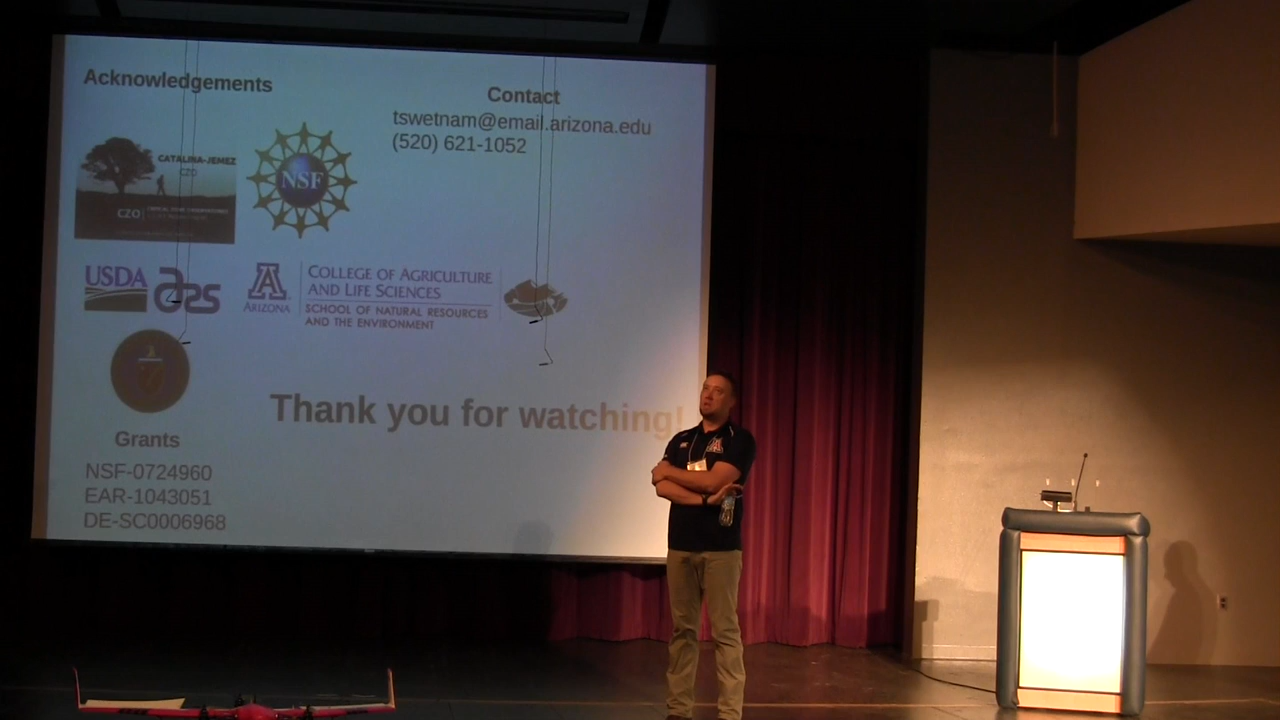 Acknowledgements
Contact
tswetnam@email.arizona.edu
(520) 621-1052
CATALINA-JEMEZ
CZO
CZO
NSF
USDA
ars
A
ARIZONA
COLLEGE OF AGRICULTURE
AND LIFE SCIENCES
SCHOOL OF NATURAL RESOURCES
AND THE ENVIRONMENT
Thank you for watching!
Grants
NSF-0724960
EAR-1043051
DE-SC0006968
A